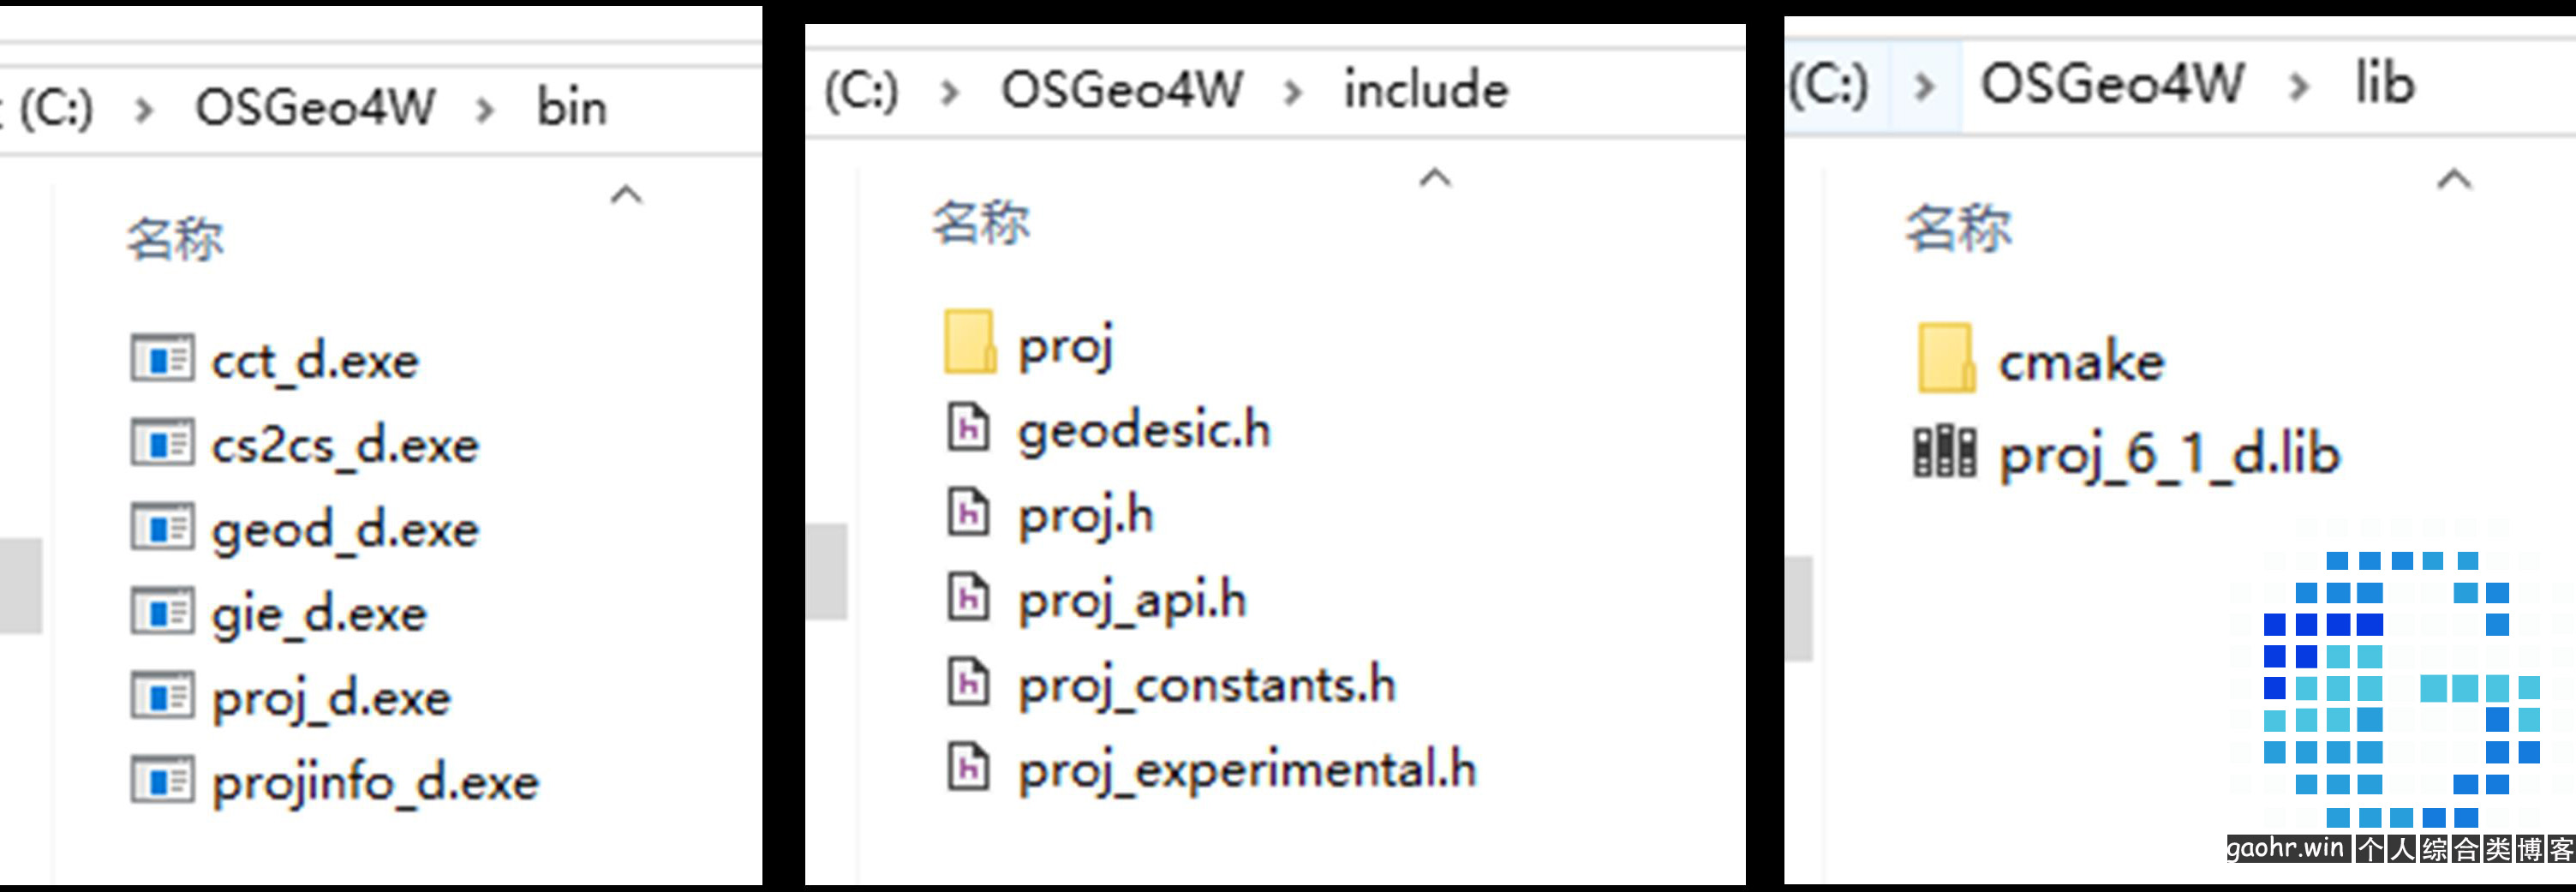 (C:) > OSGeo4W > bin
名称
cct_d.exe
cs2cs_d.exe
geod_d.exe
gie_d.exe
proj_d.exe
projinfo_d.exe
(C:) > OSGeo4W > include
名称
proj
geodesic.h
proj.h
proj_api.h
proj_constants.h
proj_experimental.h
(C:) > OSGeo4W > lib
名称
cmake
proj_6_1_d.lib
gaohr.win 个人综合类博客